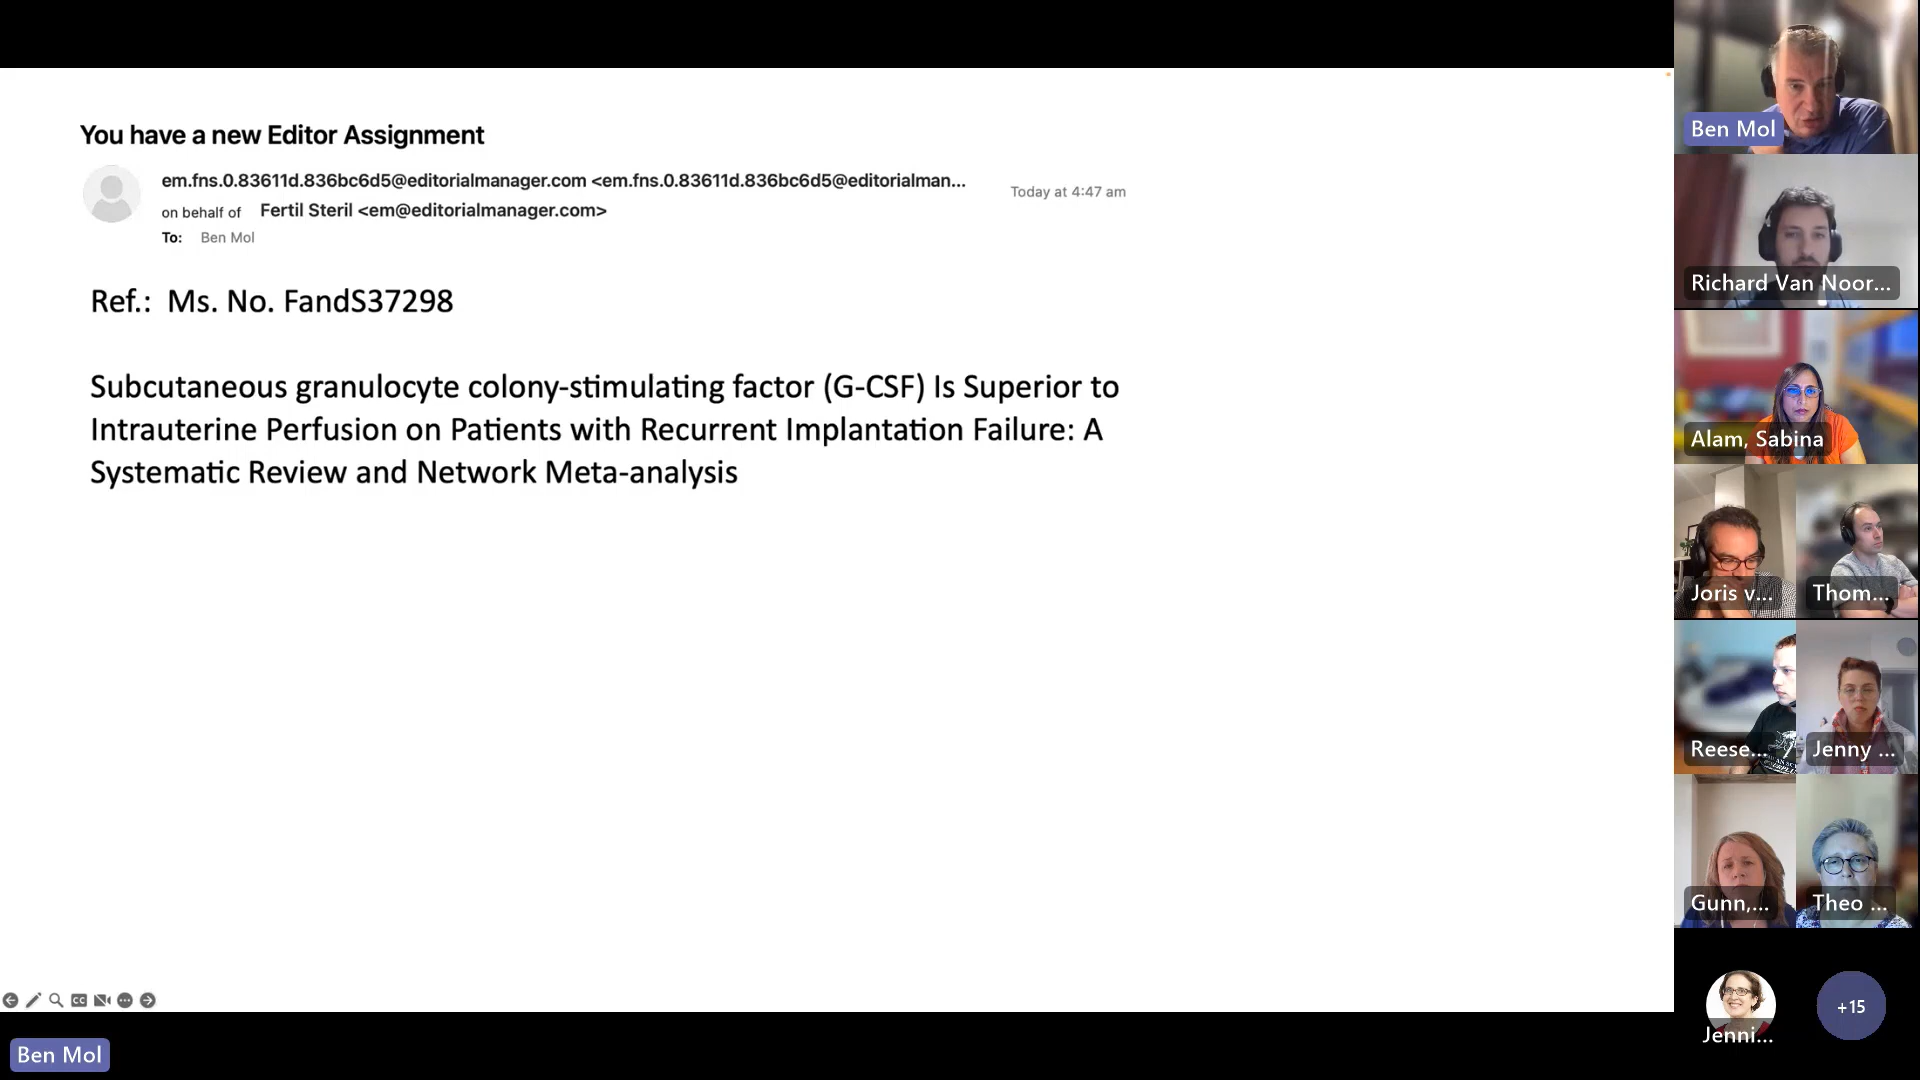 You have a new Editor Assignment
em.fns.0.83611d.836bc6d5@editorialmanager.com <em.fns.0.83611d.836bc6d5@editorialman...
Today at 4:47 am
on behalf of Fertil Steril <em@editorialmanager.com>
To: Ben Mol
Ref.: Ms. No. FandS37298
Subcutaneous granulocyte colony-stimulating factor (G-CSF) Is Superior to
Intrauterine Perfusion on Patients with Recurrent Implantation Failure: A
Systematic Review and Network Meta-analysis
CC
Ben Mol
Ben Mol
Richard Van Noor...
Alam, Sabina
Joris v...
Thom...
Reese...
Jenny ...
Gunn,...
Theo ...
Jenni...
+15